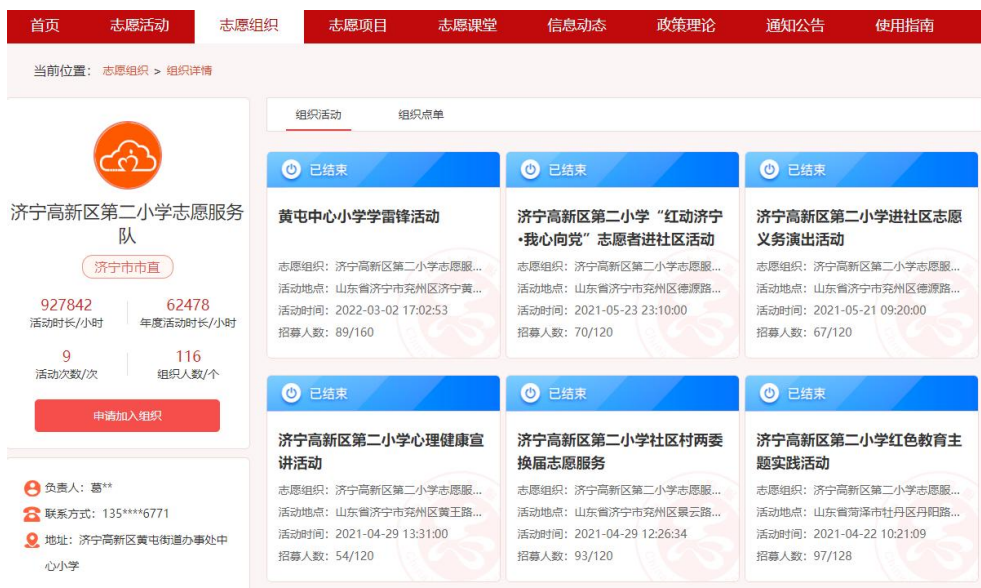 首页 志愿活动 志愿组织 志愿项目 志愿课堂 信息动态 政策理论 通知公告 使用指南
当前位置： 志愿组织 > 组织详情
济宁高新区第二小学志愿服务
队
济宁市市直
927842 62478
活动时长/小时 年度活动时长/小时
9 116
活动次数/次 组织人数/个
申请加入组织
负责人：葛**
联系方式：135****6771
地址：济宁高新区黄屯街道办事处中
心小学
组织活动 组织点单
已结束
黄屯中心小学学雷锋活动
志愿组织：济宁高新区第二小学志愿服...
活动地点：山东省济宁市兖州区济宁黄...
活动时间：2022-03-02 17:02:53
招募人数：89/160
已结束
济宁高新区第二小学“红动济宁
·我心向党”志愿者进社区活动
志愿组织：济宁高新区第二小学志愿服...
活动地点：山东省济宁市兖州区德源路...
活动时间：2021-05-23 23:10:00
招募人数：70/120
已结束
济宁高新区第二小学进社区志愿
义务演出活动
志愿组织：济宁高新区第二小学志愿服...
活动地点：山东省济宁市兖州区德源路...
活动时间：2021-05-21 09:20:00
招募人数：67/120
已结束
济宁高新区第二小学心理健康宣
讲活动
志愿组织：济宁高新区第二小学志愿服...
活动地点：山东省济宁市兖州区黄王路...
活动时间：2021-04-29 13:31:00
招募人数：54/120
已结束
济宁高新区第二小学社区村两委
换届志愿服务
志愿组织：济宁高新区第二小学志愿服...
活动地点：山东省济宁市兖州区景云路...
活动时间：2021-04-29 12:26:34
招募人数：93/120
已结束
济宁高新区第二小学红色教育主
题实践活动
志愿组织：济宁高新区第二小学志愿服...
活动地点：山东省菏泽市牡丹区丹阳路...
活动时间：2021-04-22 10:21:09
招募人数：97/128